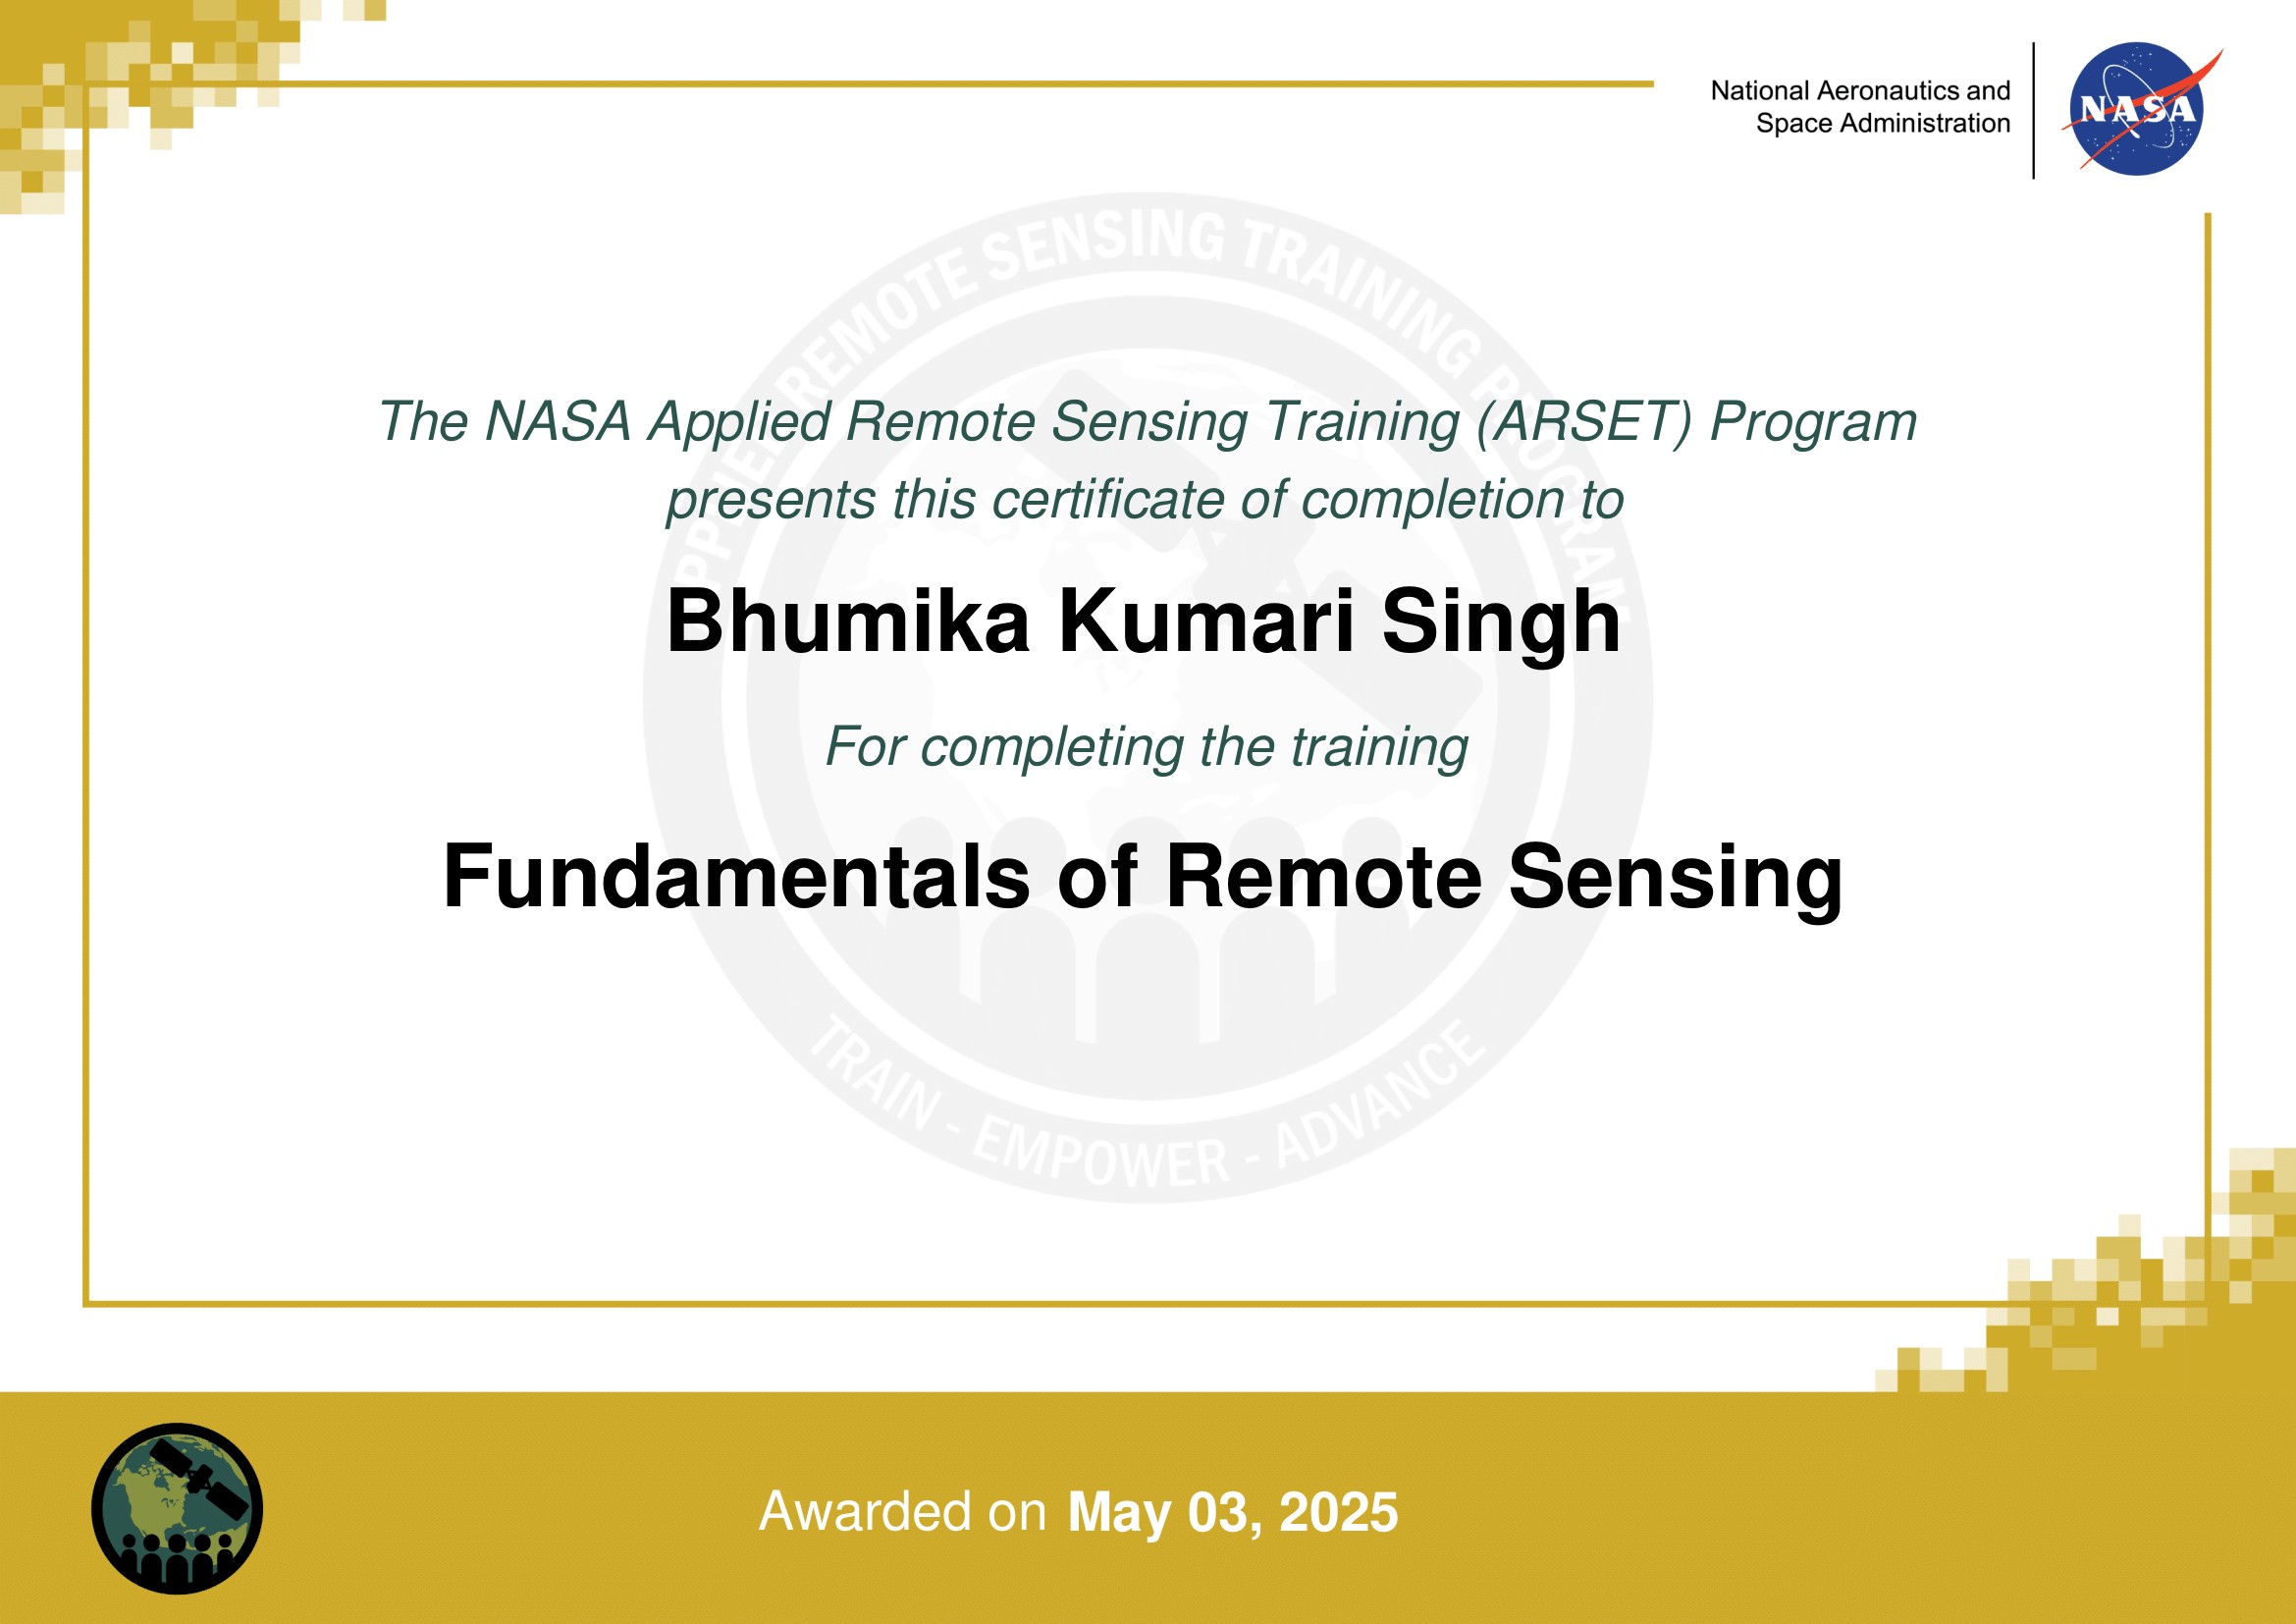 National Aeronautics and
Space Administration
NASA
APPLIED REMOTE SENSING TRAINING PROGRAM
The NASA Applied Remote Sensing Training (ARSET) Program
presents this certificate of completion to
Bhumika Kumari Singh
For completing the training
Fundamentals of Remote Sensing
TRAIN - EMPOWER - ADVANCE
Awarded on May 03, 2025